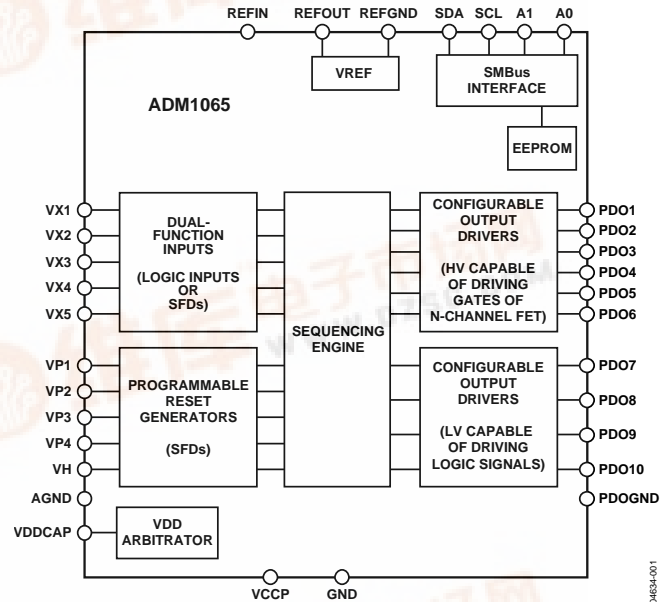 REFIN REFOUT REFGND SDA SCL A1 A0
VREF
SMBus
INTERFACE
ADM1065
EEPROM
VX1
VX2
VX3
VX4
VX5
DUAL-
FUNCTION
INPUTS
(LOGIC INPUTS
OR
SFDs)
VP1
VP2
VP3
VP4
VH
PROGRAMMABLE
RESET
GENERATORS
(SFDs)
SEQUENCING
ENGINE
CONFIGURABLE
OUTPUT
DRIVERS
(HV CAPABLE
OF DRIVING
GATES OF
N-CHANNEL FET)
PDO1
PDO2
PDO3
PDO4
PDO5
PDO6
CONFIGURABLE
OUTPUT
DRIVERS
(LV CAPABLE
OF DRIVING
LOGIC SIGNALS)
PDO7
PDO8
PDO9
PDO10
AGND
PDOGND
VDDCAP
VDD
ARBITRATOR
VCCP GND
04634-001